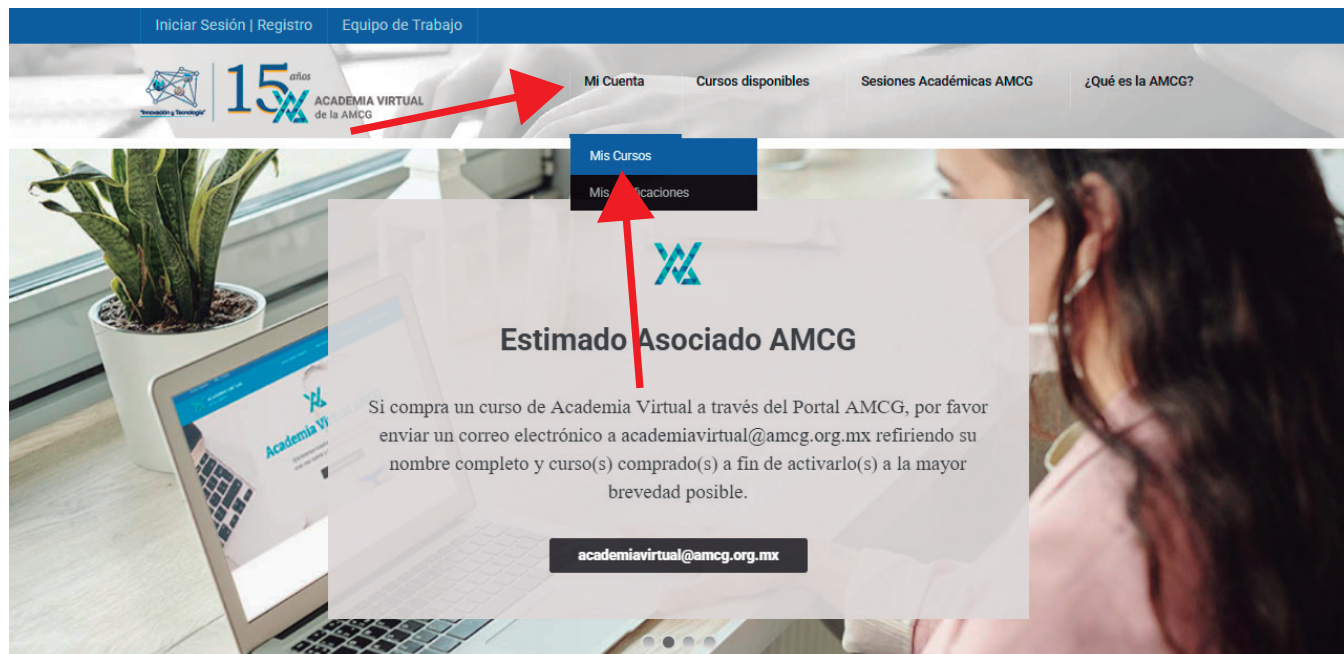 Iniciar Sesión | Registro Equipo de Trabajo
"Innovación y Tecnología"
15 años
ACADEMIA VIRTUAL
de la AMCG
Mi Cuenta Cursos disponibles Sesiones Académicas AMCG ¿Qué es la AMCG?
Mis Cursos
Mis
Estimado Asociado AMCG
Si compra un curso de Academia Virtual a través del Portal AMCG, por favor
enviar un correo electrónico a academiavirtual@amcg.org.mx refiriendo su
nombre completo y curso(s) comprado(s) a fin de activarlo(s) a la mayor
brevedad posible.
academiavirtual@amcg.org.mx